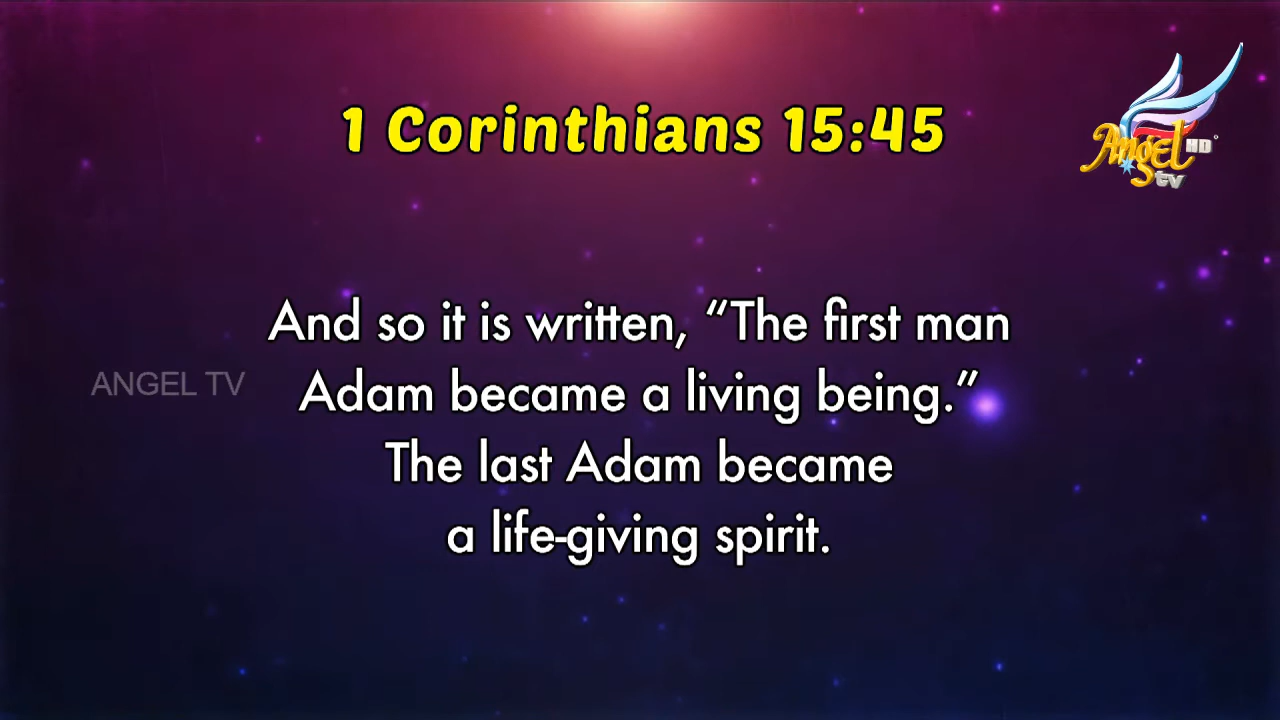 1 Corinthians 15:45
Angel HD
tv
And so it is written, “The first man
Adam became a living being.”
The last Adam became
a life-giving spirit.
ANGEL TV